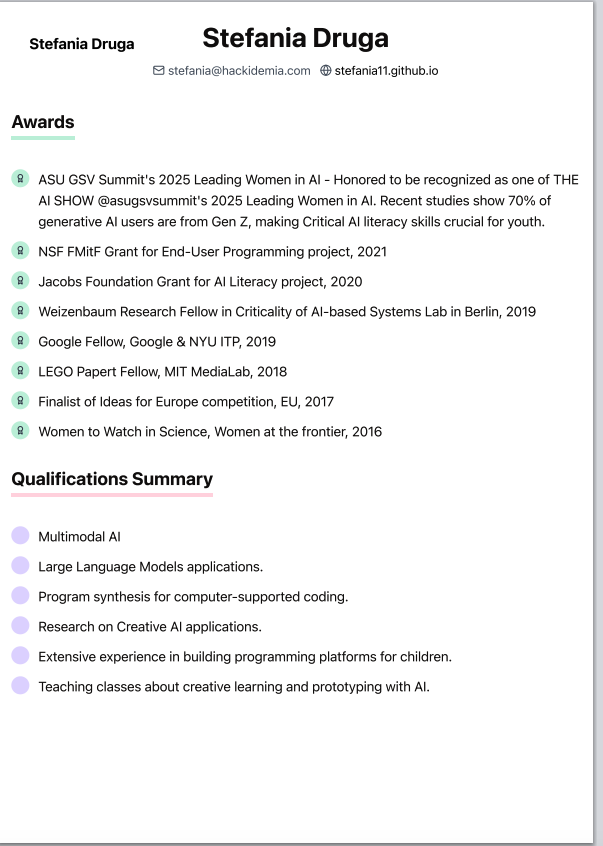 Stefania Druga
Stefania Druga
stefania@hackidemia.com stefania11.github.io
Awards
ASU GSV Summit's 2025 Leading Women in AI - Honored to be recognized as one of THE
AI SHOW @asugsvsummit's 2025 Leading Women in AI. Recent studies show 70% of
generative AI users are from Gen Z, making Critical AI literacy skills crucial for youth.
NSF FMitF Grant for End-User Programming project, 2021
Jacobs Foundation Grant for AI Literacy project, 2020
Weizenbaum Research Fellow in Criticality of AI-based Systems Lab in Berlin, 2019
Google Fellow, Google & NYU ITP, 2019
LEGO Papert Fellow, MIT MediaLab, 2018
Finalist of Ideas for Europe competition, EU, 2017
Women to Watch in Science, Women at the frontier, 2016
Qualifications Summary
Multimodal AI
Large Language Models applications.
Program synthesis for computer-supported coding.
Research on Creative AI applications.
Extensive experience in building programming platforms for children.
Teaching classes about creative learning and prototyping with AI.